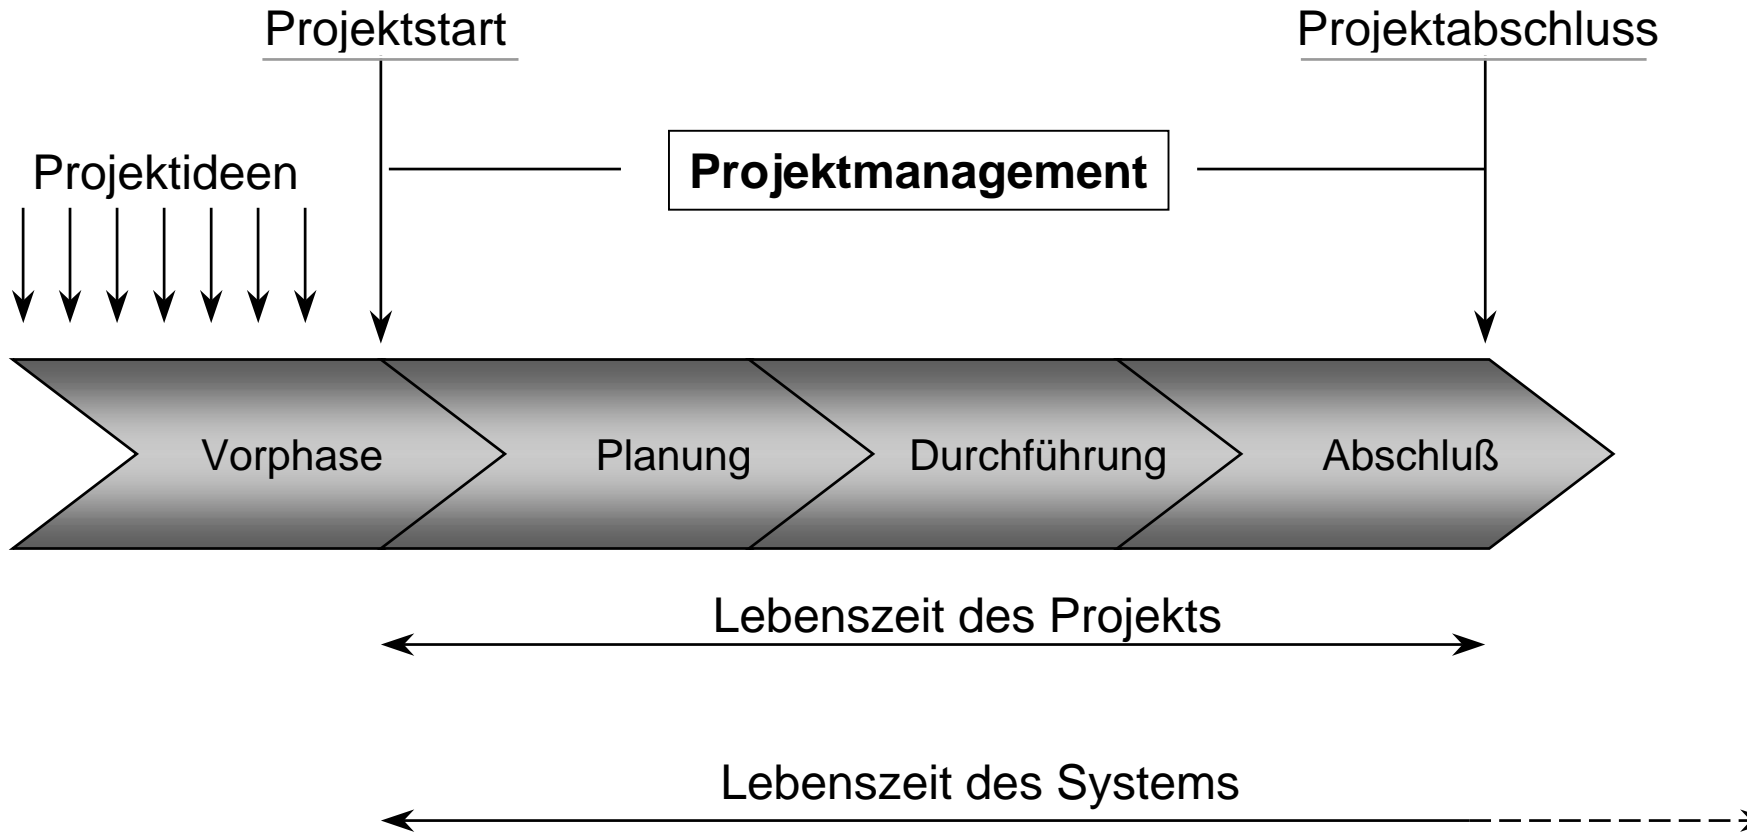 Projektstart
Projektabschluss
Projektideen
Projektmanagement
Vorphase
Planung
Durchführung
Abschluß
Lebenszeit des Projekts
Lebenszeit des Systems